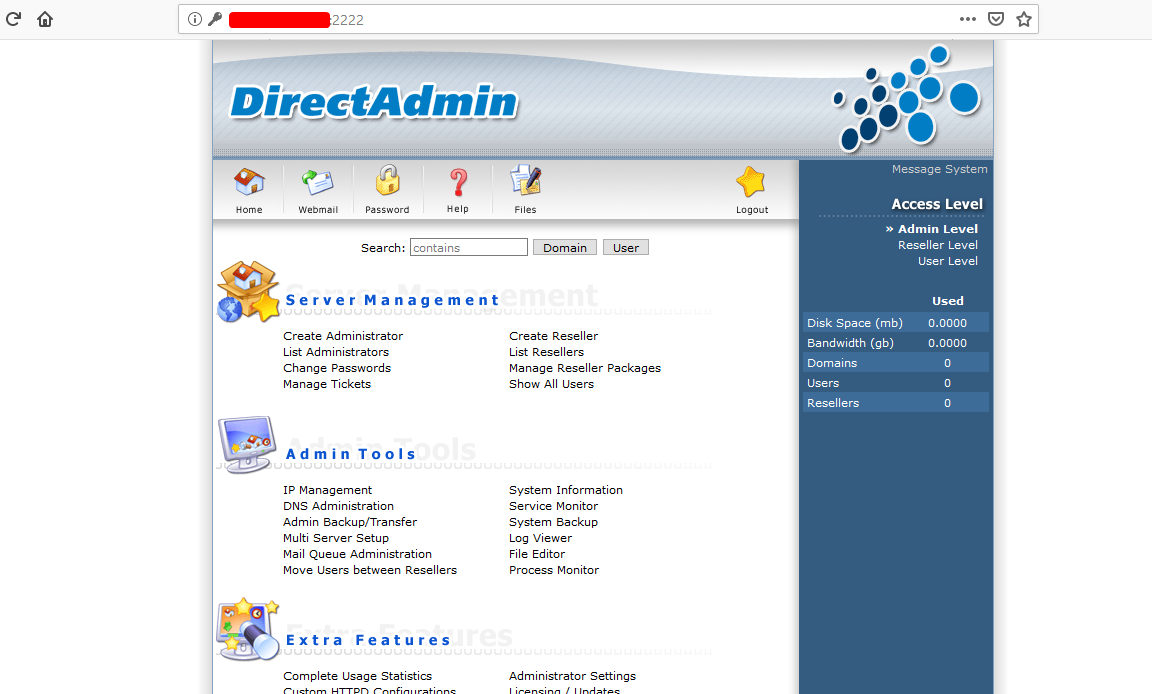 :2222
DirectAdmin
Home Webmail Password Help Files Logout
Message System
Access Level
» Admin Level
Reseller Level
User Level
Used
Disk Space (mb) 0.0000
Bandwidth (gb) 0.0000
Domains 0
Users 0
Resellers 0
Search: contains Domain User
Server Management
Create Administrator Create Reseller
List Administrators List Resellers
Change Passwords Manage Reseller Packages
Manage Tickets Show All Users
Admin Tools
IP Management System Information
DNS Administration Service Monitor
Admin Backup/Transfer System Backup
Multi Server Setup Log Viewer
Mail Queue Administration File Editor
Move Users between Resellers Process Monitor
Extra Features
Complete Usage Statistics Administrator Settings
Custom HTTPD Configurations Licensing / Updates